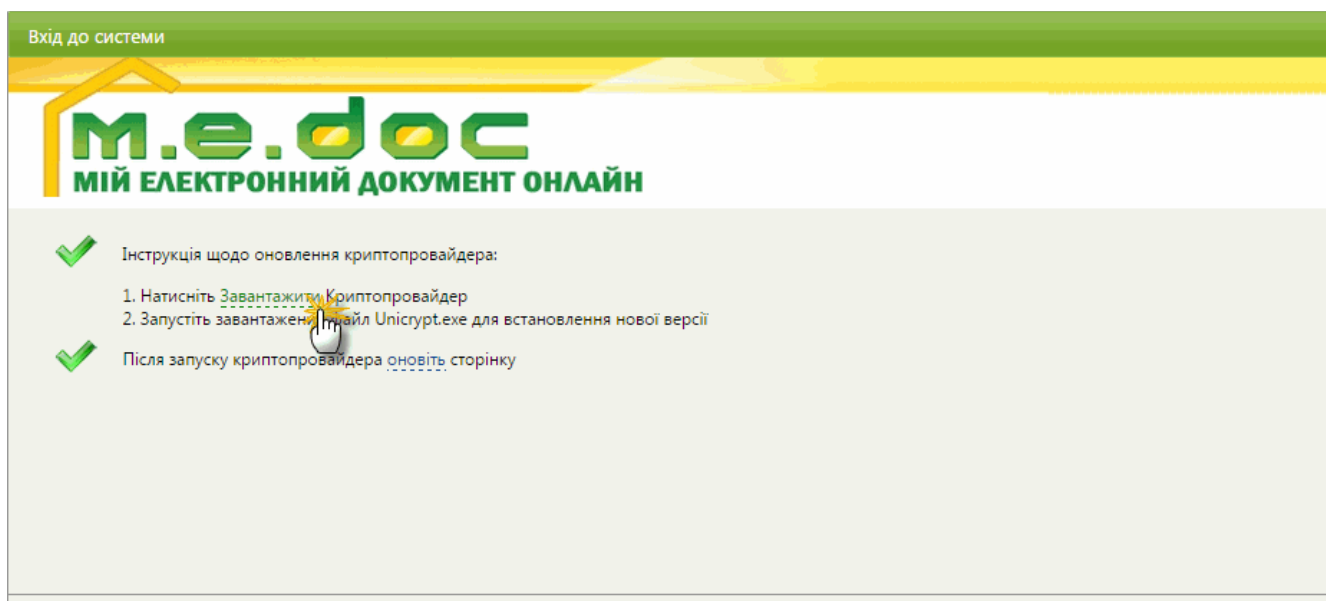 Вхід до системи
m.e.doc
МІЙ ЕЛЕКТРОННИЙ ДОКУМЕНТ ОНЛАЙН
Інструкція щодо оновлення криптопровайдера:
1. Натисніть Завантажити Криптопровайдер
2. Запустіть завантажений файл Unicrypt.exe для встановлення нової версії
Після запуску криптопровайдера оновіть сторінку